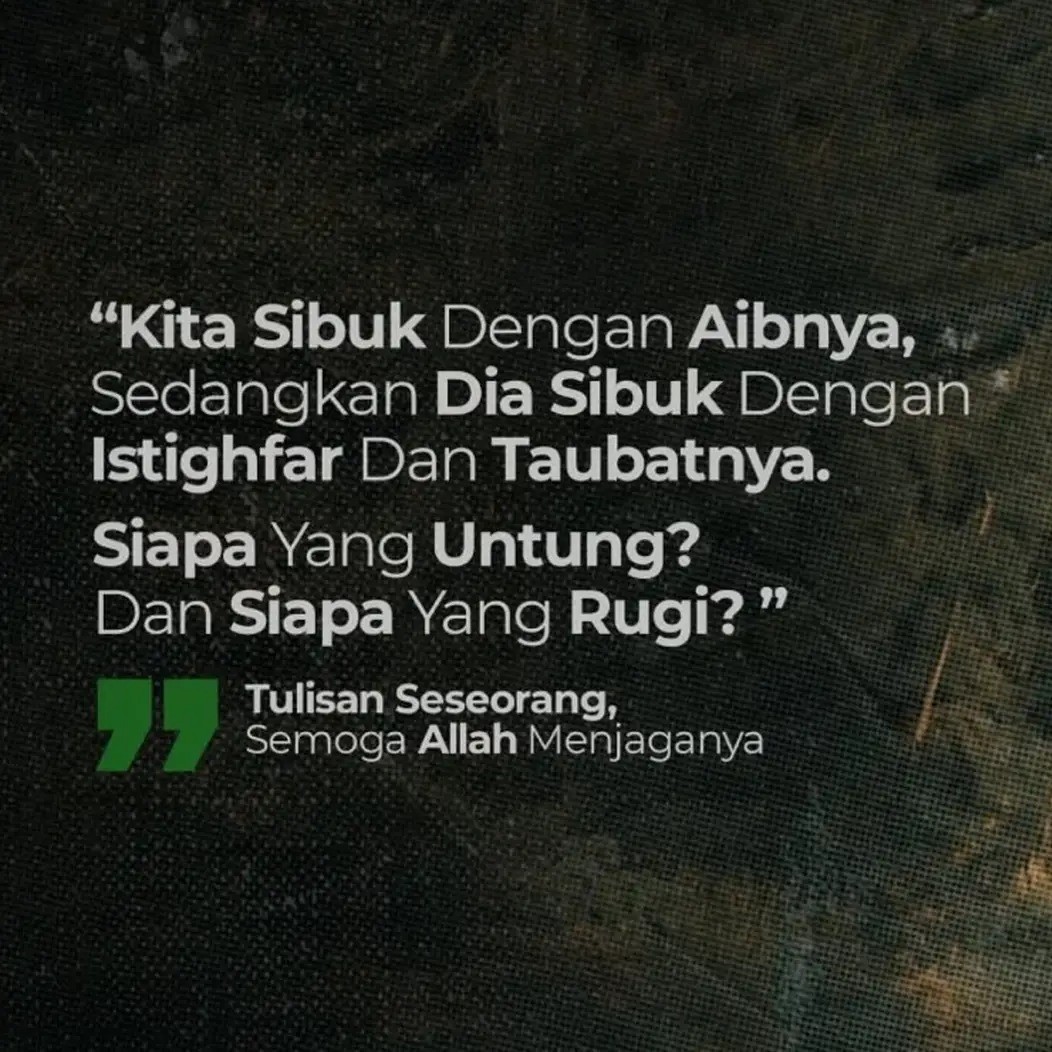 “Kita Sibuk Dengan Aibnya,
Sedangkan Dia Sibuk Dengan
Istighfar Dan Taubatnya.
Siapa Yang Untung?
Dan Siapa Yang Rugi? ”
Tulisan Seseorang,
Semoga Allah Menjaganya